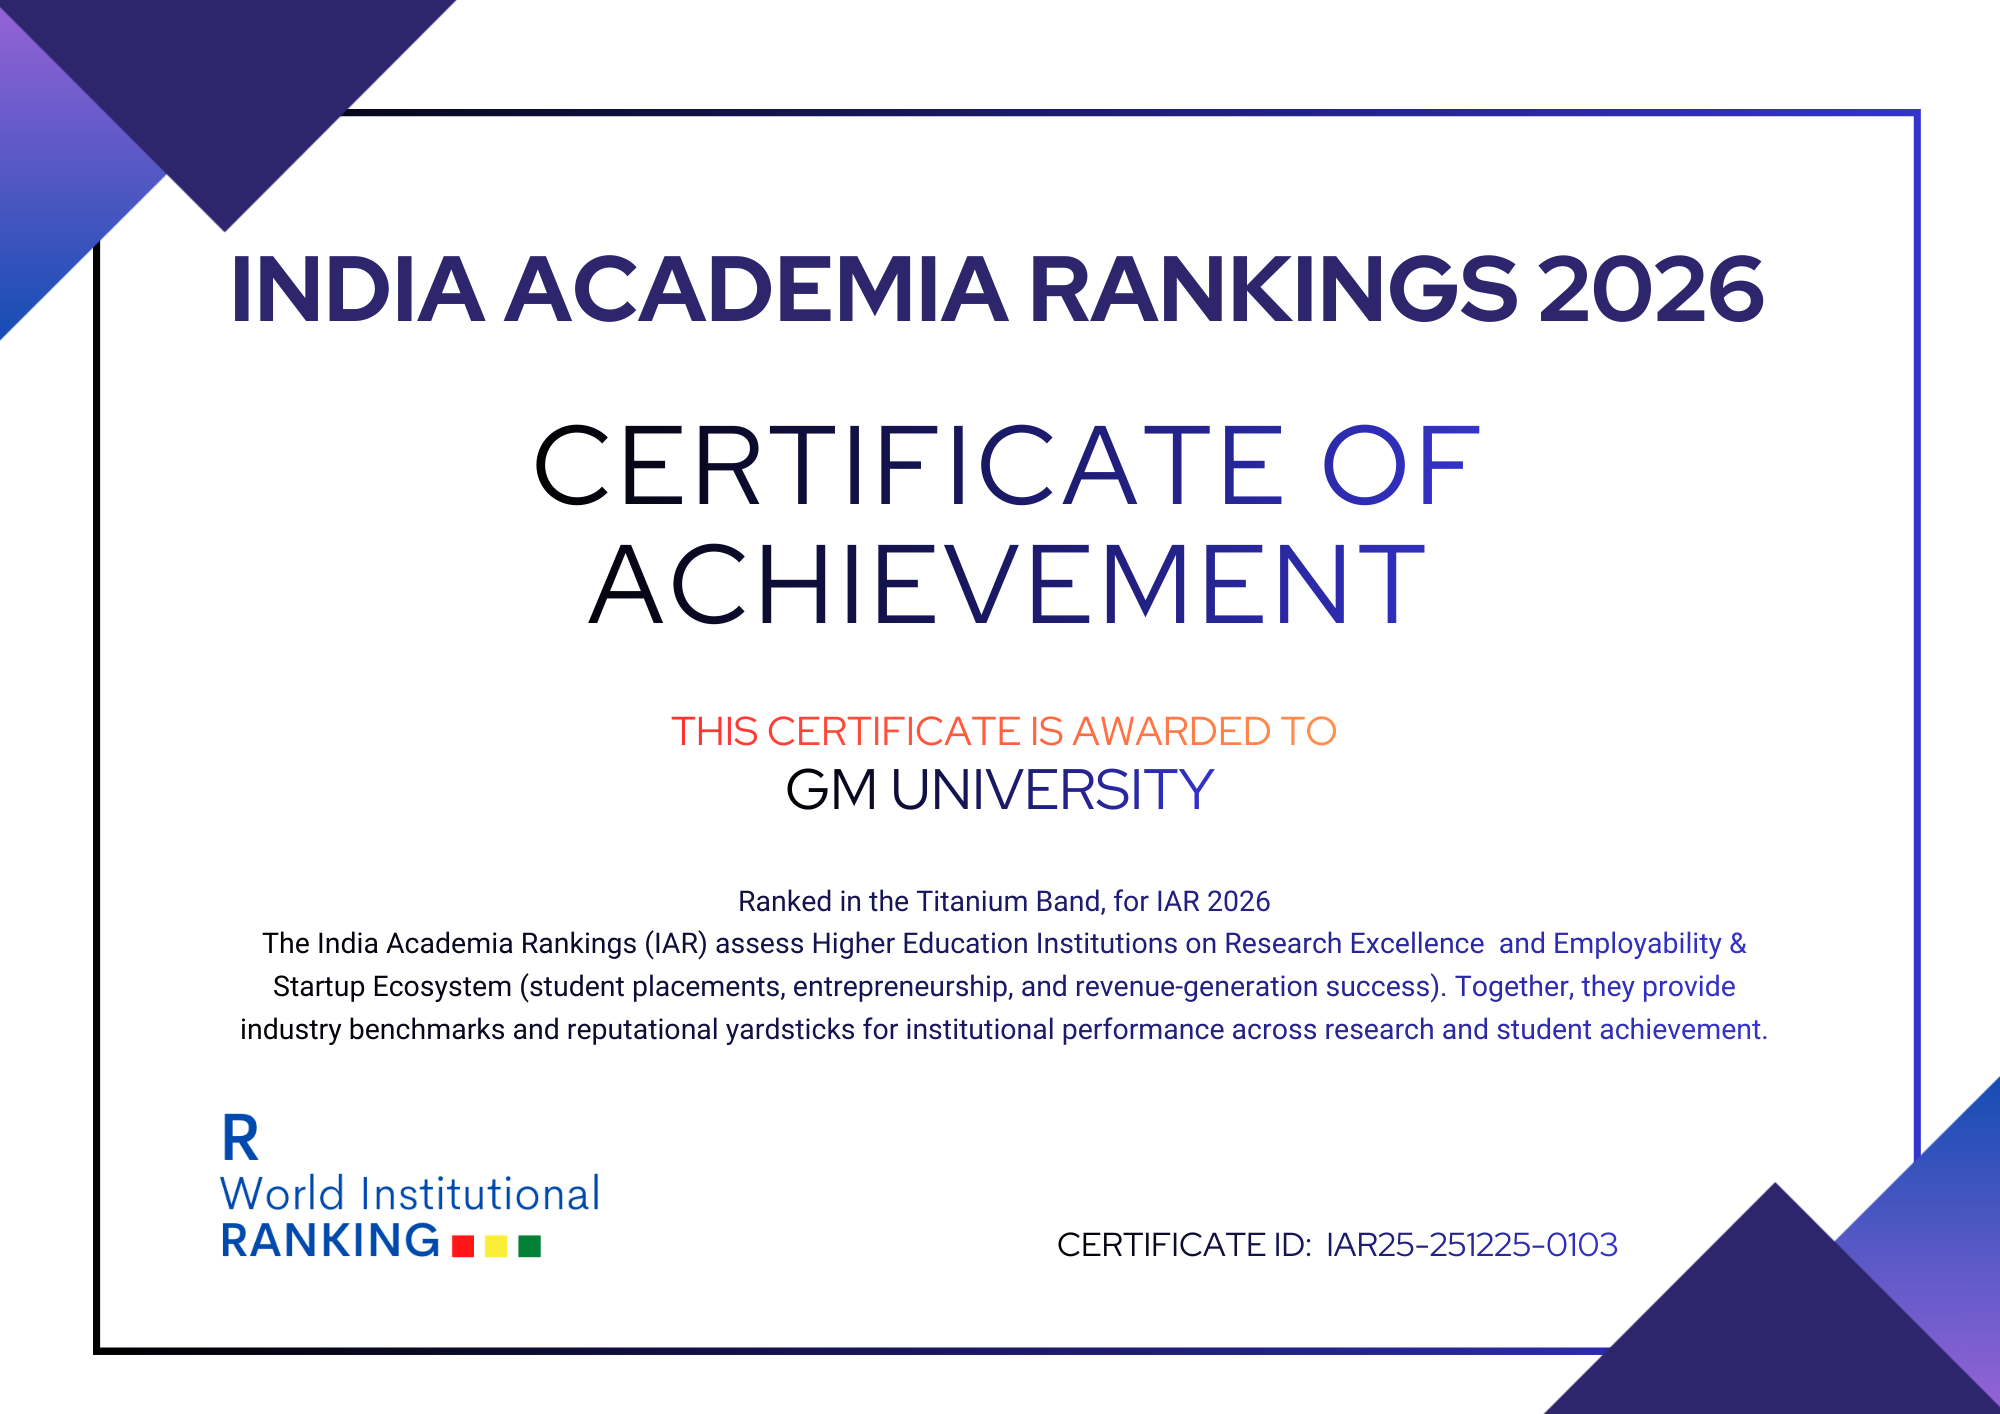 INDIA ACADEMIA RANKINGS 2026
CERTIFICATE OF
ACHIEVEMENT
THIS CERTIFICATE IS AWARDED TO
GM UNIVERSITY
Ranked in the Titanium Band, for IAR 2026
The India Academia Rankings (IAR) assess Higher Education Institutions on Research Excellence  and Employability &
Startup Ecosystem (student placements, entrepreneurship, and revenue-generation success). Together, they provide
industry benchmarks and reputational yardsticks for institutional performance across research and student achievement.
R
World Institutional
RANKING
CERTIFICATE ID:  IAR25-251225-0103